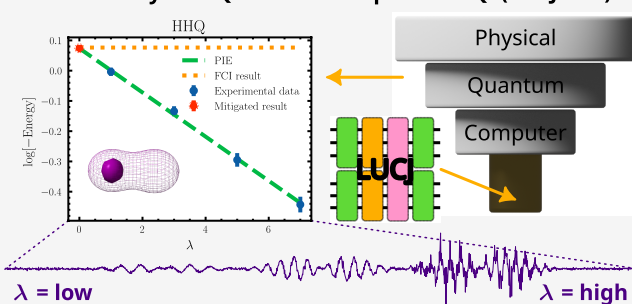 HHQ
0.1
0.0
−0.1
−0.2
−0.3
−0.4
log[−Energy]
PIE
FCI result
Experimental data
Mitigated result
0
2
4
6
λ
Physical
Quantum
Computer
LUCJ
λ = low
λ = high